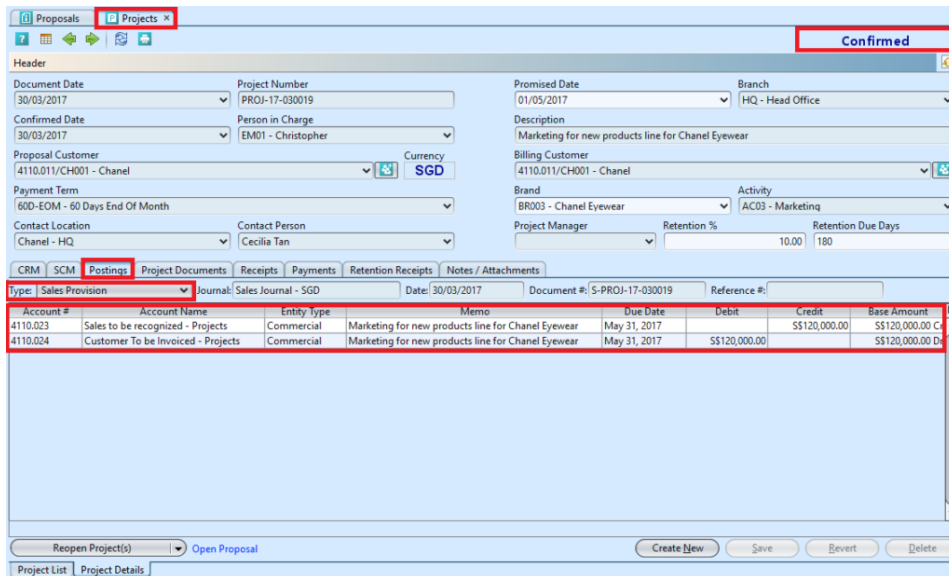 Proposals Projects ×
Confirmed
Header
Document Date Project Number Promised Date Branch
30/03/2017 PROJ-17-030019 01/05/2017 HQ - Head Office
Confirmed Date Person in Charge Description
30/03/2017 EM01 - Christopher Marketing for new products line for Chanel Eyewear
Proposal Customer Currency Billing Customer
4110.011/CH001 - Chanel SGD 4110.011/CH001 - Chanel
Payment Term Brand Activity
60D-EOM - 60 Days End Of Month BR003 - Chanel Eyewear AC03 - Marketing
Contact Location Contact Person Project Manager Retention % Retention Due Days
Chanel - HQ Cecilia Tan 10.00 180
CRM SCM Postings Project Documents Receipts Payments Retention Receipts Notes / Attachments
Type: Sales Provision Journal: Sales Journal - SGD Date: 30/03/2017 Document #: S-PROJ-17-030019 Reference #:
Account # Account Name Entity Type Memo Due Date Debit Credit Base Amount
4110.023 Sales to be recognized - Projects Commercial Marketing for new products line for Chanel Eyewear May 31, 2017 S$120,000.00 S$120,000.00 Cr
4110.024 Customer To be Invoiced - Projects Commercial Marketing for new products line for Chanel Eyewear May 31, 2017 S$120,000.00 S$120,000.00 Dr
Reopen Project(s) Open Proposal Create New Save Revert Delete
Project List Project Details